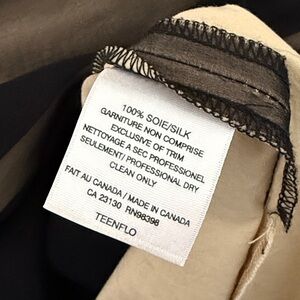 100% SOIE/SILK
GARNITURE NON COMPRISE
EXCLUSIVE OF TRIM
NETTOYAGE A SEC PROFESSIONEL
SEULEMENT/ PROFESSIONAL DRY
CLEAN ONLY
FAIT AU CANADA / MADE IN CANADA
CA 23130 RN98398
TEENFLO